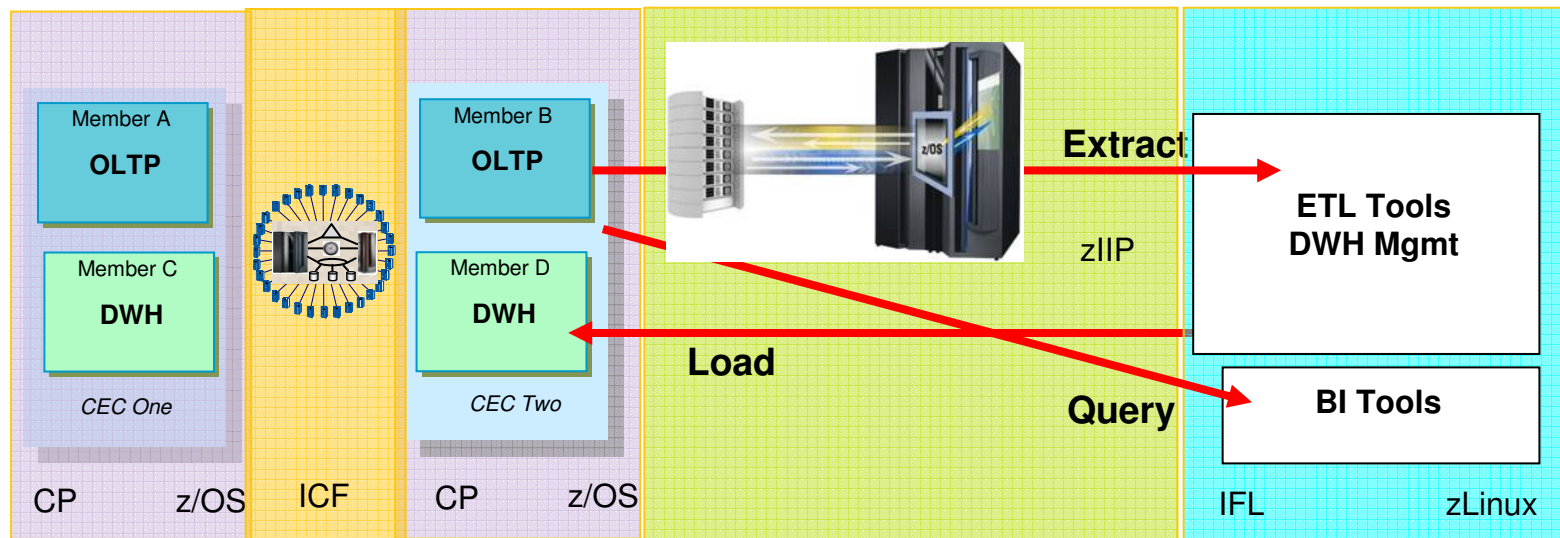 Member A
OLTP
Member C
DWH
CEC One
CP
z/OS
ICF
Member B
OLTP
Member D
DWH
CEC Two
CP
z/OS
z/OS
Extract
zIIP
Load
Query
ETL Tools
DWH Mgmt
BI Tools
IFL
zLinux